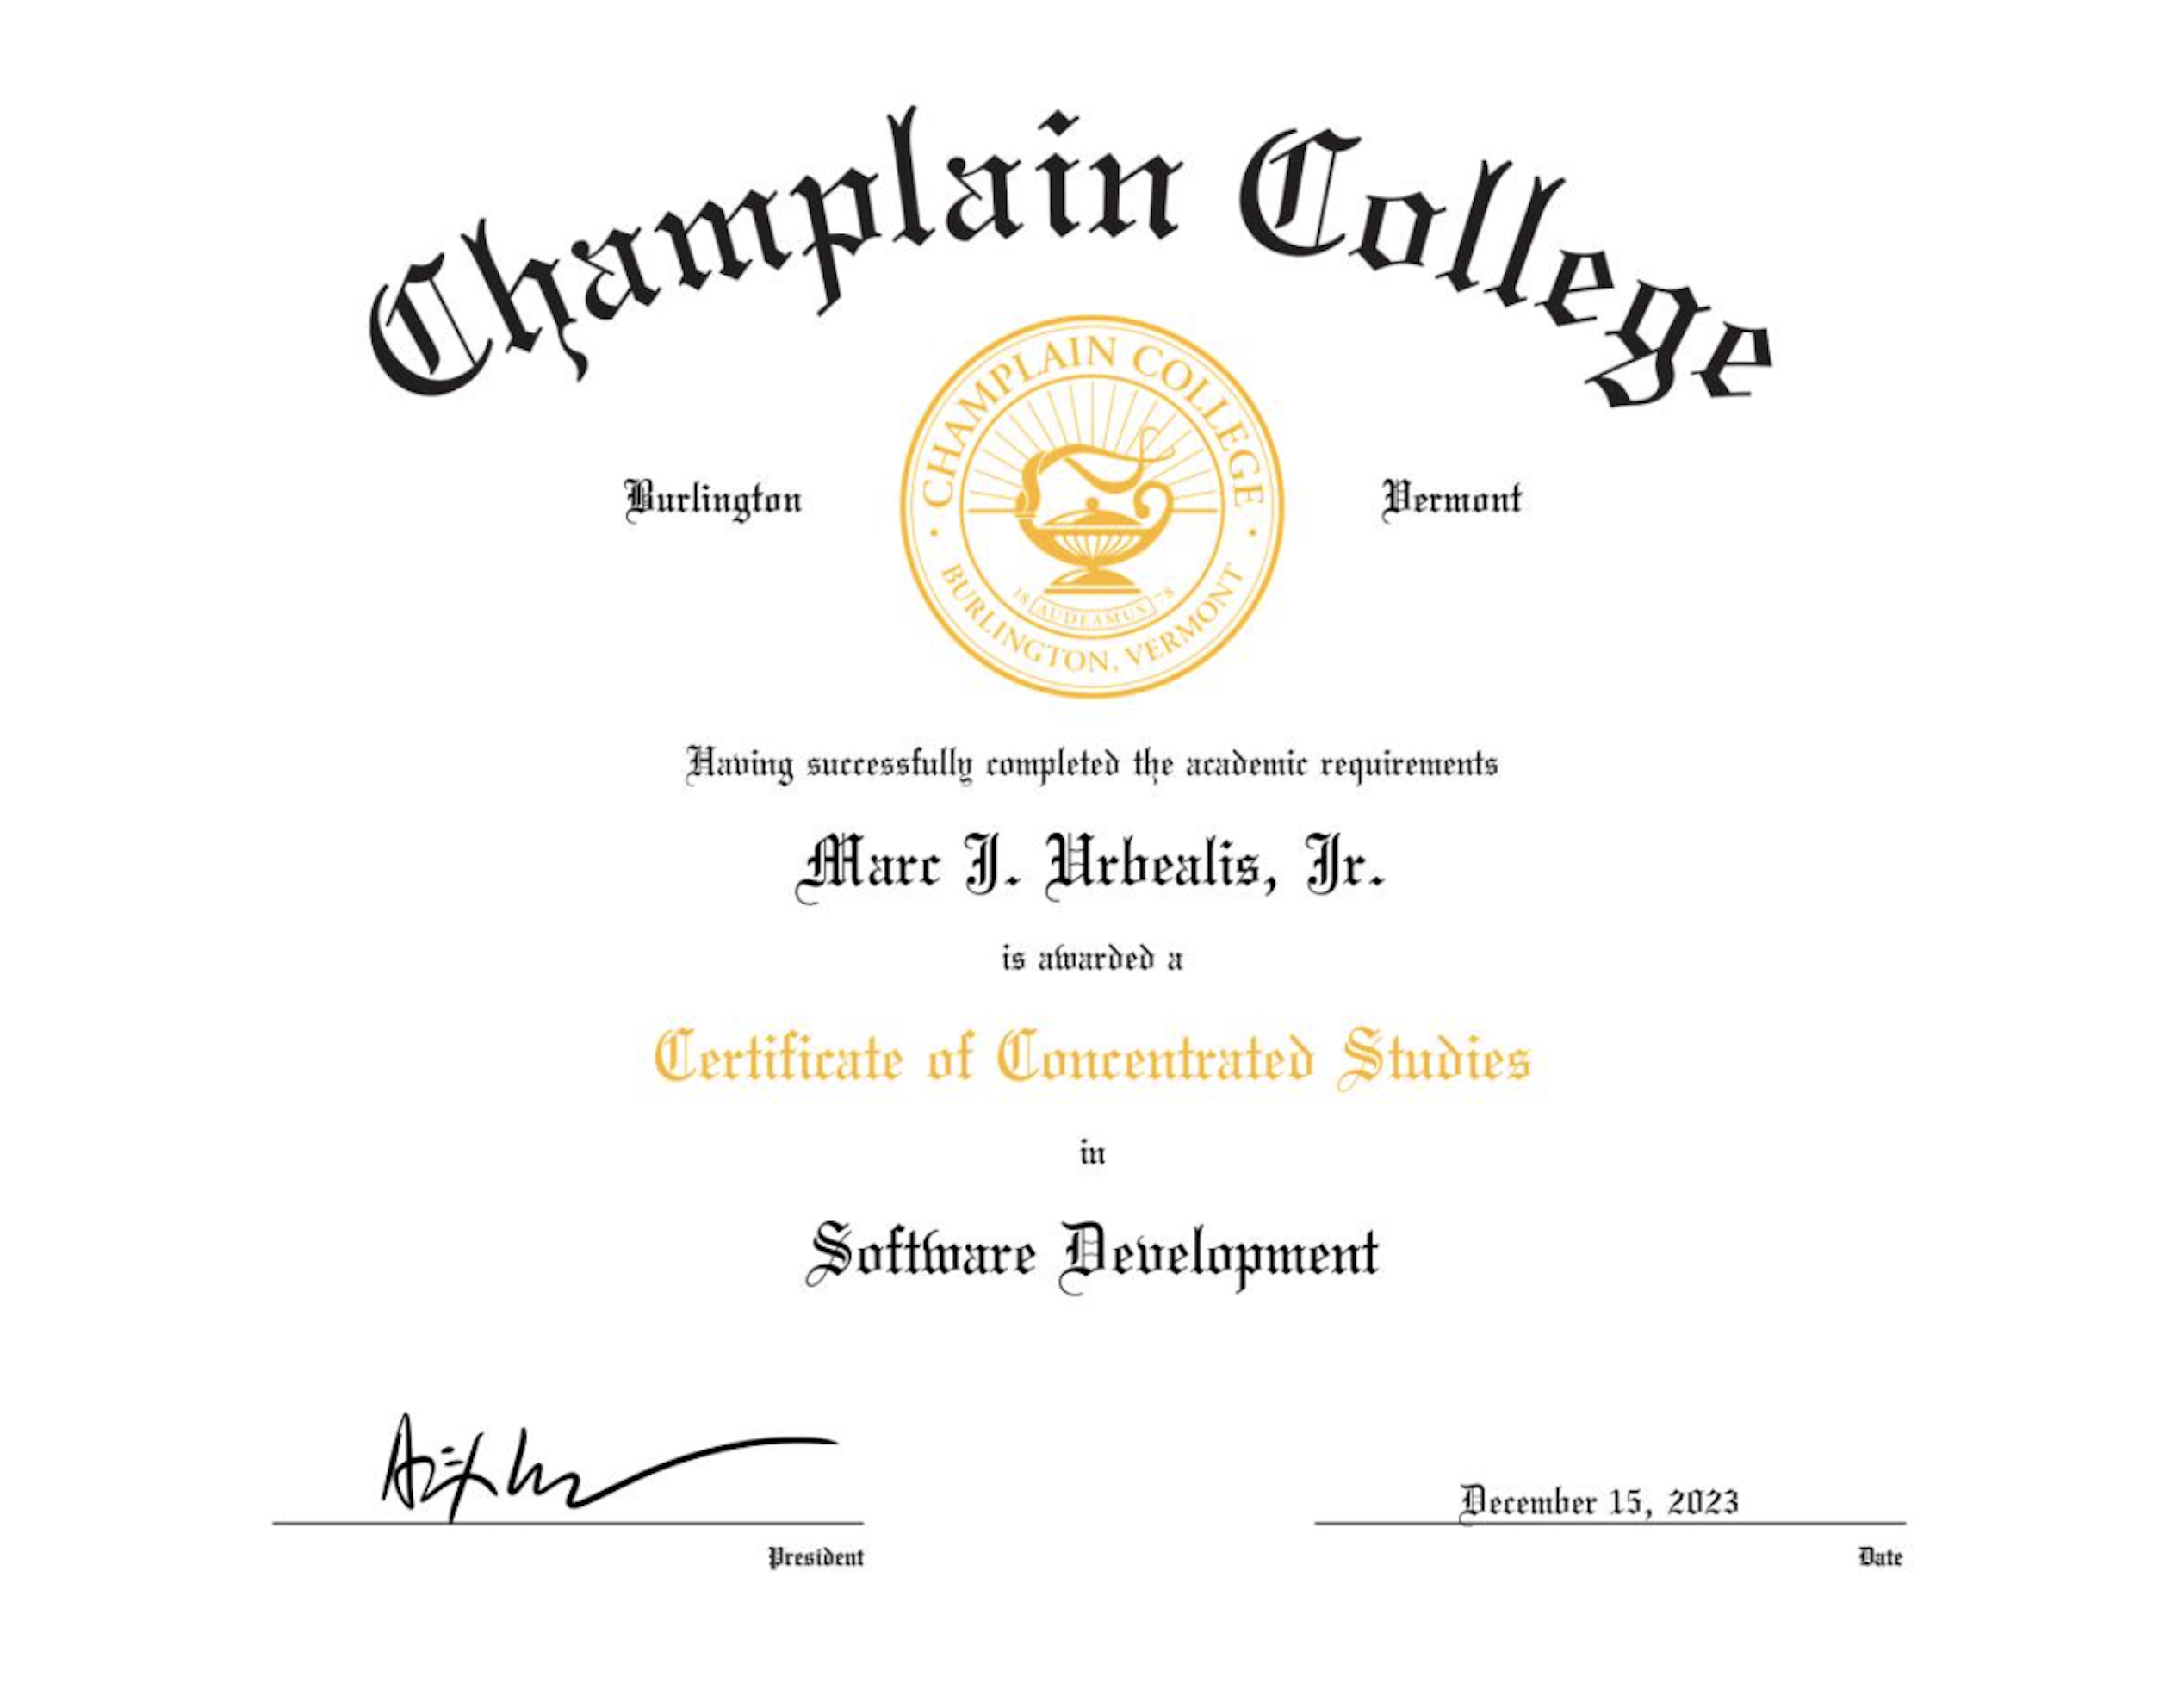 Champlain College
Burlington
Vermont
CHAMPLAIN COLLEGE
18 AUDEAMUS 78
BURLINGTON, VERMONT
Having successfully completed the academic requirements
Marc J. Urbealis, Jr.
is awarded a
Certificate of Concentrated Studies
in
Software Development
December 15, 2023
President
Date